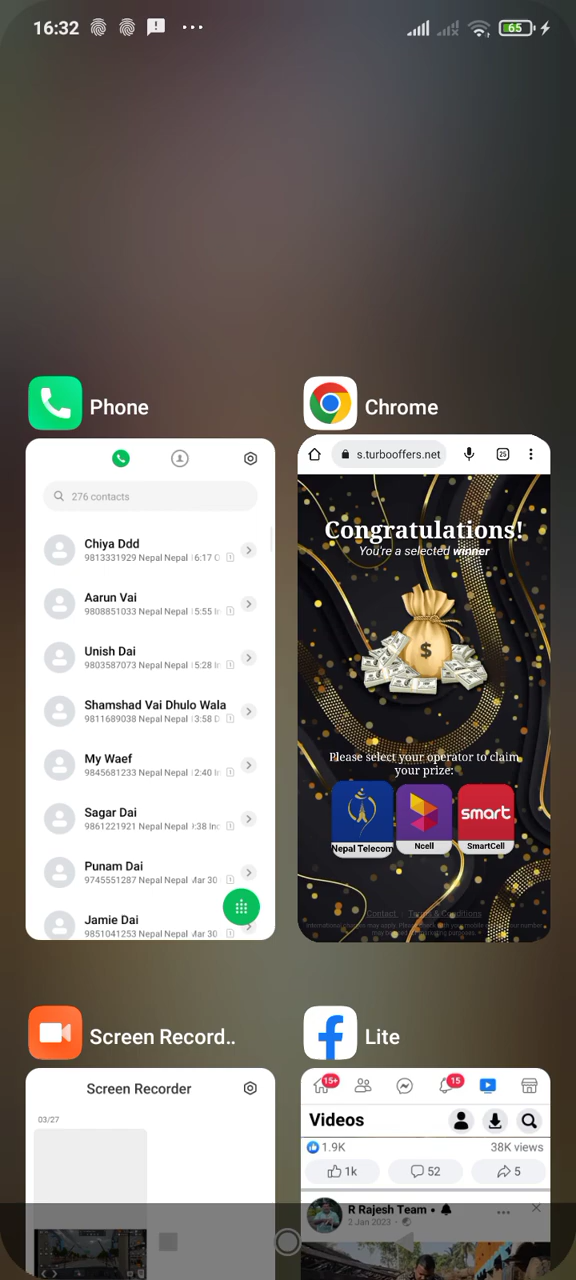 16:32
65
Phone
276 contacts
Chiya Ddd
9813331929 Nepal Nepal
Aarun Vai
9808851033 Nepal Nepal
Unish Dai
9803587073 Nepal Nepal
Shamshad Vai Dhulo Wala
9811689038 Nepal Nepal
My Waef
9845681233 Nepal Nepal
Sagar Dai
9861221921 Nepal Nepal
Punam Dai
9745551287 Nepal Nepal
Jamie Dai
9851041253 Nepal Nepal
Chrome
s.turbooffers.net
25
Congratulations!
You're a selected winner
$
Please select your operator to claim
your prize:
Nepal Telecom
Ncell
smart
SmartCell
Contact
Terms & Conditions
Screen Record..
Screen Recorder
03/27
Lite
15+
15
Videos
1.9K
38K views
1k
52
5
R Rajesh Team •
2 Jan 2023 •